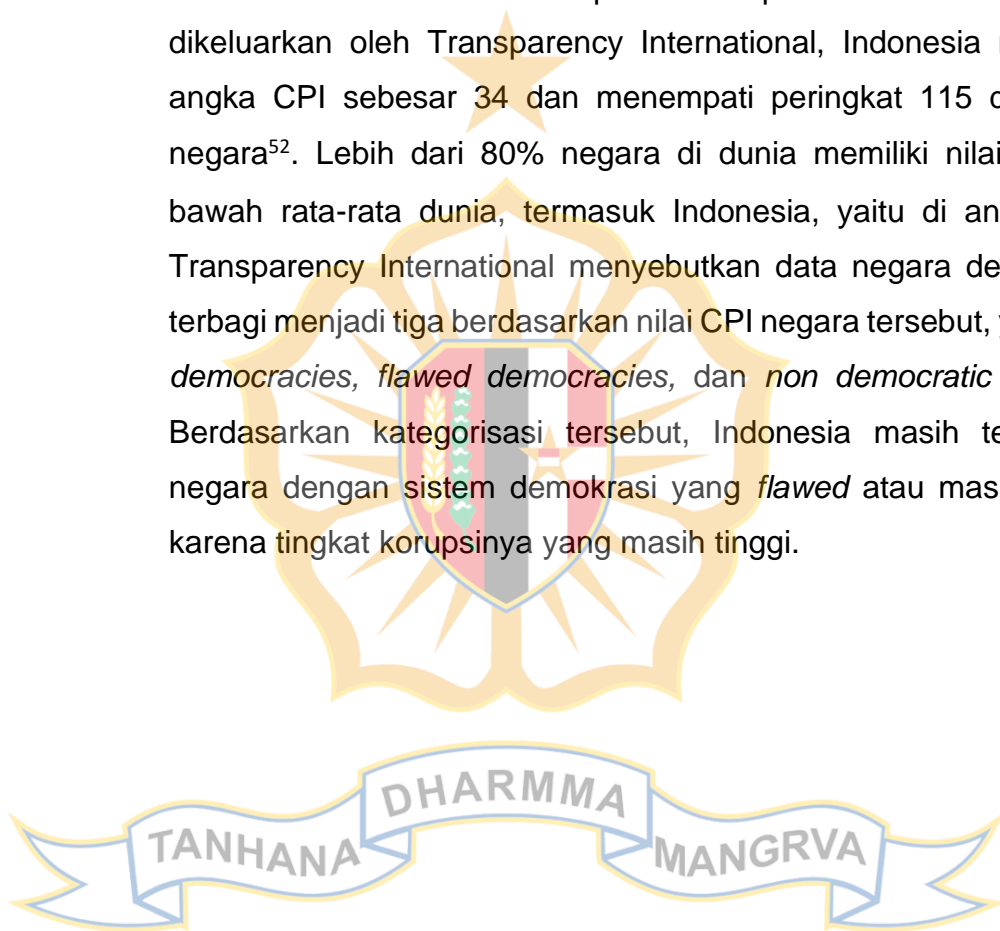 dikeluarkan oleh Transparency International, Indonesia
angka CPI sebesar 34 dan menempati peringkat 115
negara⁵². Lebih dari 80% negara di dunia memiliki nilai
bawah rata-rata dunia, termasuk Indonesia, yaitu di an
Transparency International menyebutkan data negara de
terbagi menjadi tiga berdasarkan nilai CPI negara tersebut,
democracies, flawed democracies, dan non democratic
Berdasarkan kategorisasi tersebut, Indonesia masih te
negara dengan sistem demokrasi yang flawed atau mas
karena tingkat korupsinya yang masih tinggi.
TANHANA DHARMMA MANGRVA